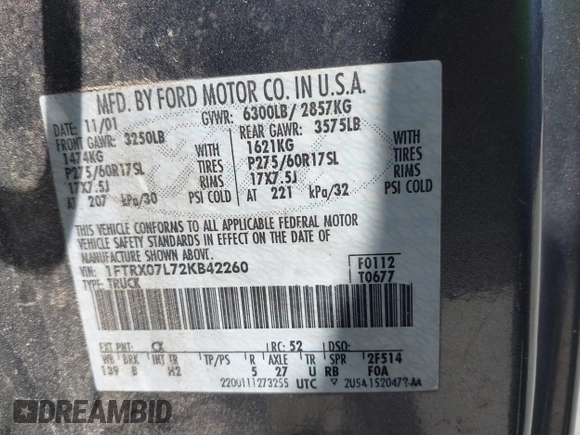 MFD. BY FORD MOTOR CO. IN U.S.A.
DATE: 11/01 GVWR: 6300LB/ 2857KG
FRONT GAWR: 3250LB REAR GAWR: 3575LB
1474KG WITH 1621KG WITH
P275/60R17SL TIRES P275/60R17SL TIRES
17X7.5J RIMS 17X7.5J RIMS
AT 207 kPa/30 PSI COLD AT 221 kPa/32 PSI COLD
THIS VEHICLE CONFORMS TO ALL APPLICABLE FEDERAL MOTOR
VEHICLE SAFETY STANDARDS IN EFFECT ON THE DATE OF
MANUFACTURE SHOWN ABOVE.
VIN: 1FTRX07L72KB42260 F0112
TYPE: TRUCK T0677
EXT PNT: CX RC: 52 DSO:
WB BRK INT TR TP/PS R AXLE TR SPR 2F514
139 B H2 5 27 U RB F0A
2200111273255 UTC
DREAMBID